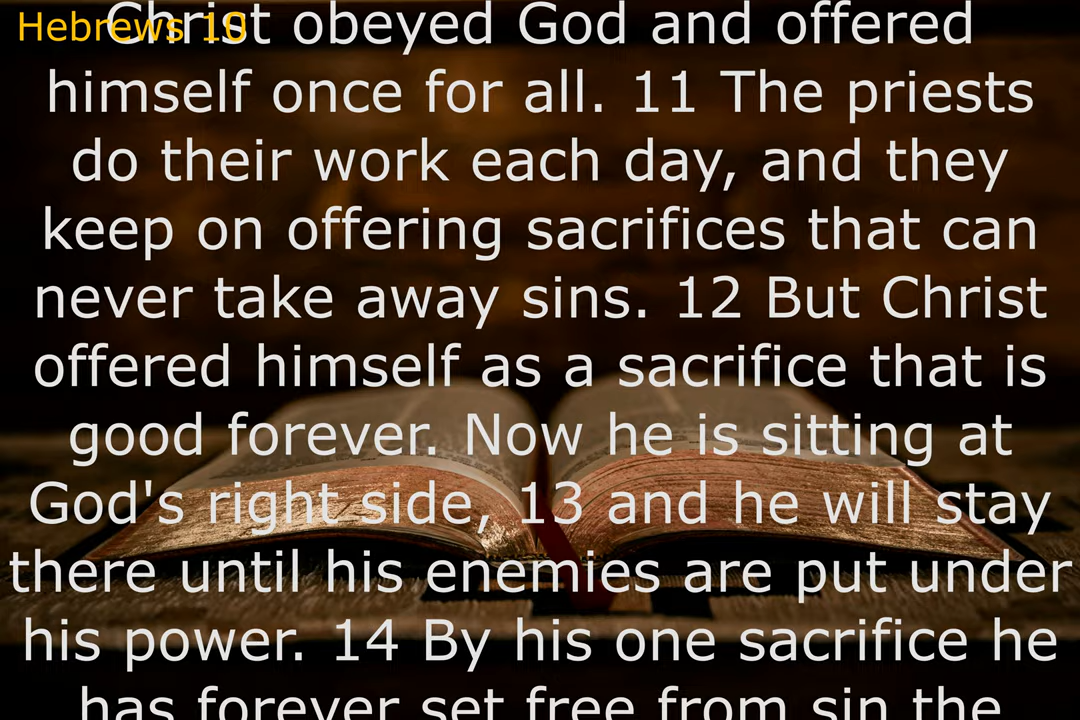 Hebrews 10
Christ obeyed God and offered
himself once for all. 11 The priests
do their work each day, and they
keep on offering sacrifices that can
never take away sins. 12 But Christ
offered himself as a sacrifice that is
good forever. Now he is sitting at
God's right side, 13 and he will stay
there until his enemies are put under
his power. 14 By his one sacrifice he
has forever set free from sin the